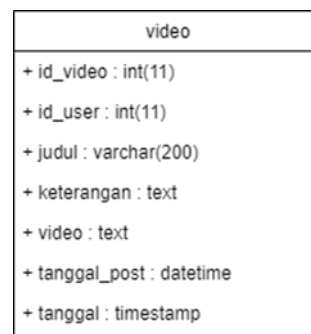 video
+ id_video : int(11)
+ id_user : int(11)
+ judul : varchar(200)
+ keterangan : text
+ video : text
+ tanggal_post : datetime
+ tanggal : timestamp